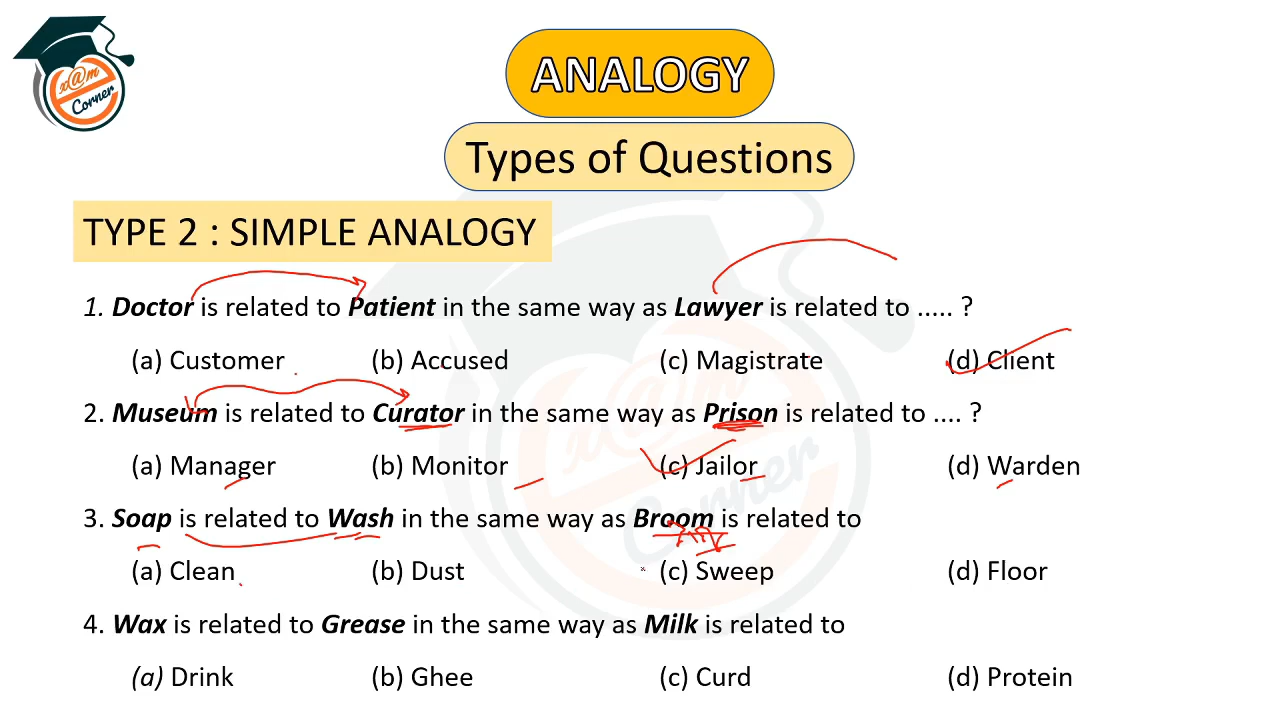 x@m
Corner
ANALOGY
Types of Questions
TYPE 2 : SIMPLE ANALOGY
1. Doctor is related to Patient in the same way as Lawyer is related to ..... ?
(a) Customer (b) Accused (c) Magistrate (d) Client
2. Museum is related to Curator in the same way as Prison is related to .... ?
(a) Manager (b) Monitor (c) Jailor (d) Warden
3. Soap is related to Wash in the same way as Broom is related to
(a) Clean (b) Dust (c) Sweep (d) Floor
4. Wax is related to Grease in the same way as Milk is related to
(a) Drink (b) Ghee (c) Curd (d) Protein